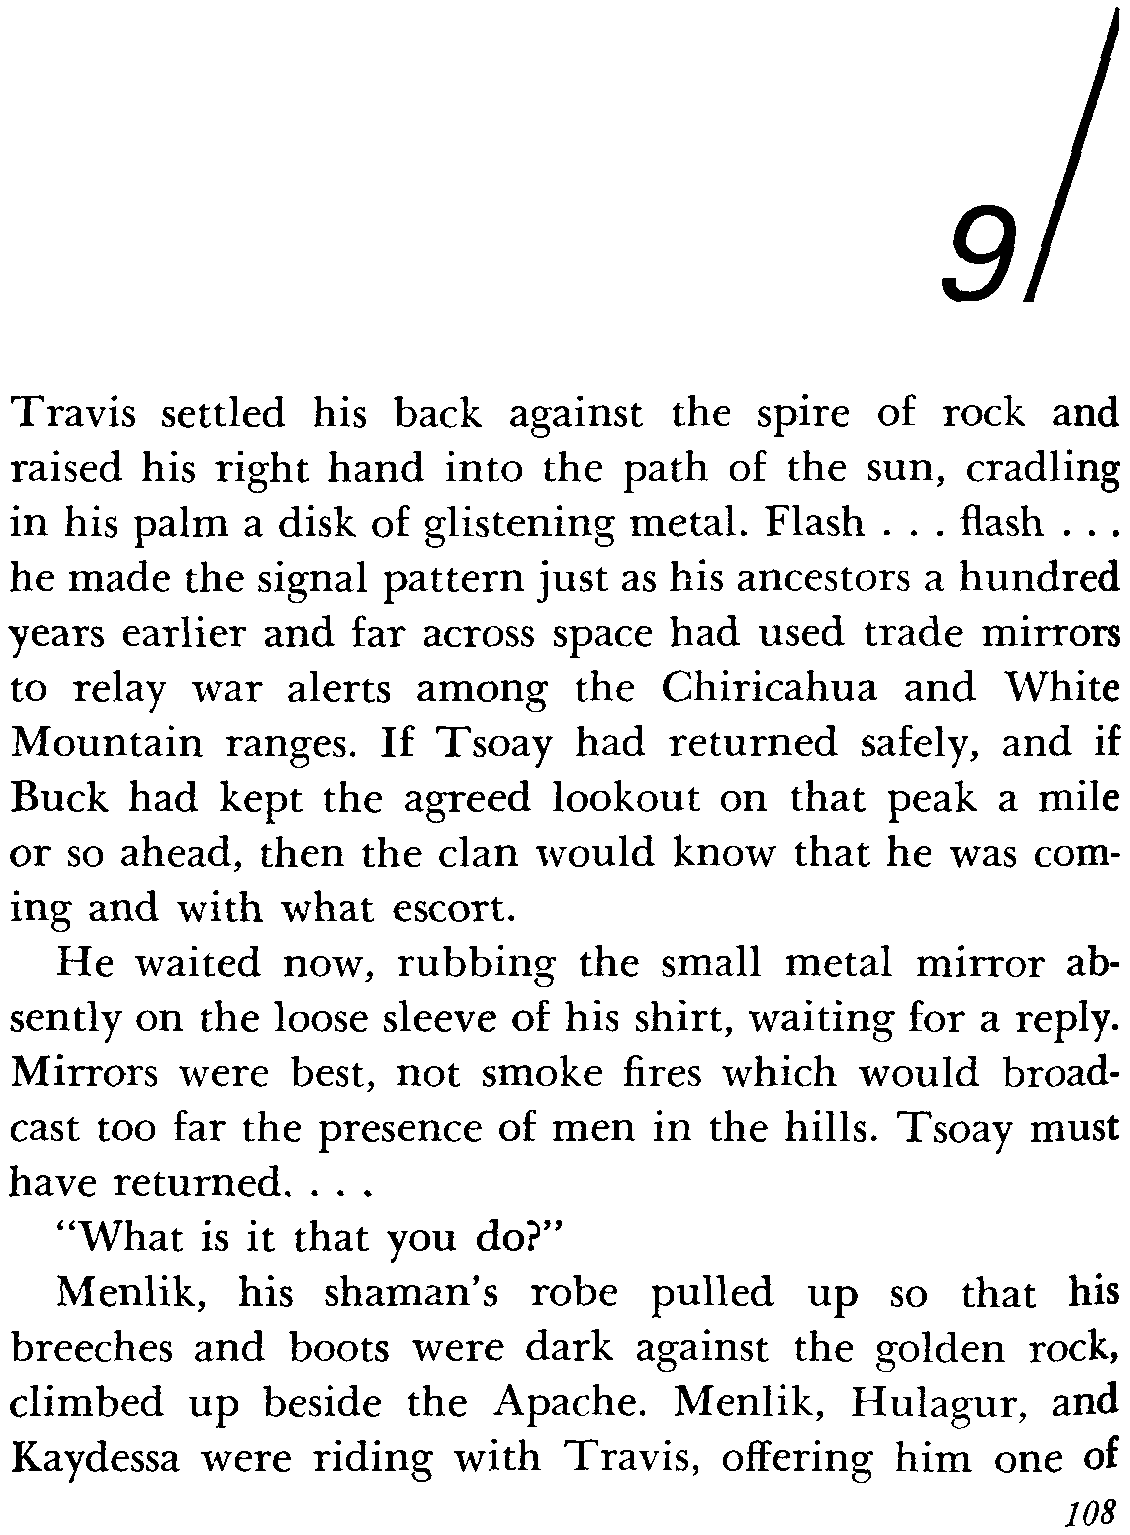 9/
Travis settled his back against the spire of rock and
raised his right hand into the path of the sun, cradling
in his palm a disk of glistening metal. Flash . . . flash . . .
he made the signal pattern just as his ancestors a hundred
years earlier and far across space had used trade mirrors
to relay war alerts among the Chiricahua and White
Mountain ranges. If Tsoay had returned safely, and if
Buck had kept the agreed lookout on that peak a mile
or so ahead, then the clan would know that he was com-
ing and with what escort.
He waited now, rubbing the small metal mirror ab-
sently on the loose sleeve of his shirt, waiting for a reply.
Mirrors were best, not smoke fires which would broad-
cast too far the presence of men in the hills. Tsoay must
have returned. . . .
“What is it that you do?”
Menlik, his shaman's robe pulled up so that his
breeches and boots were dark against the golden rock,
climbed up beside the Apache. Menlik, Hulagur, and
Kaydessa were riding with Travis, offering him one of
108